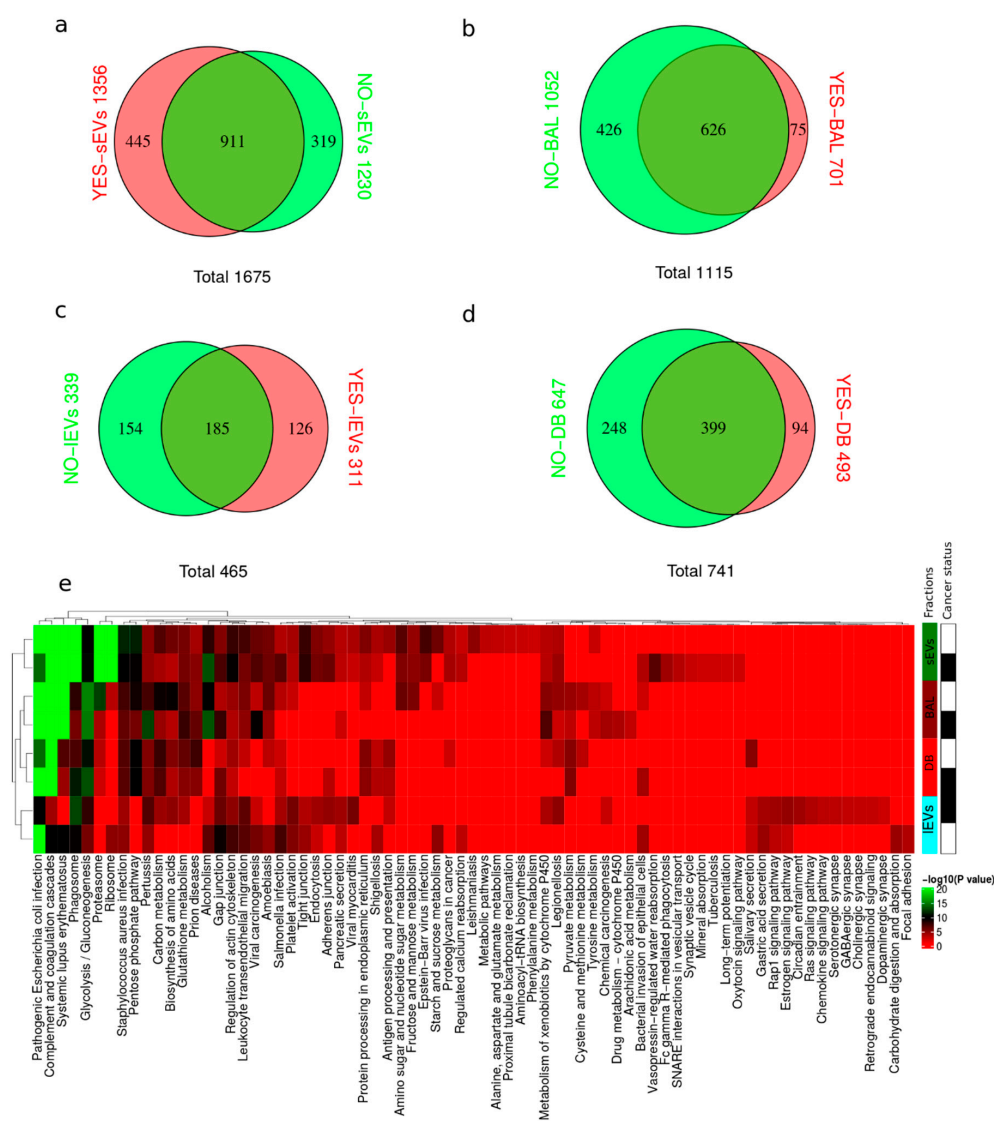 a
YES-sEVs 1356
445
911
319
NO-sEVs 1230
Total 1675
b
NO-BAL 1052
426
626
75
YES-BAL 701
Total 1115
c
NO-lEVs 339
154
185
126
YES-lEVs 311
Total 465
d
NO-DB 647
248
399
94
YES-DB 493
Total 741
e
Fractions
Cancer status
sEVs
BAL
DB
lEVs
Pathogenic Escherichia coli infection
Complement and coagulation cascades
Systemic lupus erythematosus
Phagosome
Glycolysis / Gluconeogenesis
Proteasome
Ribosome
Staphylococcus aureus infection
Pentose phosphate pathway
Pertussis
Carbon metabolism
Biosynthesis of amino acids
Glutathione metabolism
Prion diseases
Alcoholism
Gap junction
Regulation of actin cytoskeleton
Leukocyte transendothelial migration
Viral carcinogenesis
Amoebiasis
Salmonella infection
Platelet activation
Tight junction
Endocytosis
Adherens junction
Pancreatic secretion
Viral myocarditis
Protein processing in endoplasmic reticulum
Shigellosis
Antigen processing and presentation
Amino sugar and nucleotide sugar metabolism
Fructose and mannose metabolism
Epstein-Barr virus infection
Starch and sucrose metabolism
Proteoglycans in cancer
Regulated calcium reabsorption
Leishmaniasis
Metabolic pathways
Alanine, aspartate and glutamate metabolism
Proximal tubule bicarbonate reclamation
Aminoacyl-tRNA biosynthesis
Phenylalanine metabolism
Metabolism of xenobiotics by cytochrome P450
Legionellosis
Pyruvate metabolism
Cysteine and methionine metabolism
Tyrosine metabolism
Chemical carcinogenesis
Drug metabolism - cytochrome P450
Arachidonic acid metabolism
Bacterial invasion of epithelial cells
Vasopressin-regulated water reabsorption
Fc gamma R-mediated phagocytosis
SNARE interactions in vesicular transport
Synaptic vesicle cycle
Mineral absorption
Tuberculosis
Long-term potentiation
Oxytocin signaling pathway
Salivary secretion
Gastric acid secretion
Rap1 signaling pathway
Estrogen signaling pathway
Circadian entrainment
Ras signaling pathway
Chemokine signaling pathway
Serotonergic synapse
GABAergic synapse
Cholinergic synapse
Retrograde endocannabinoid signaling
Dopaminergic synapse
Carbohydrate digestion and absorption
Focal adhesion
-log10(P value)
20
15
10
5
0